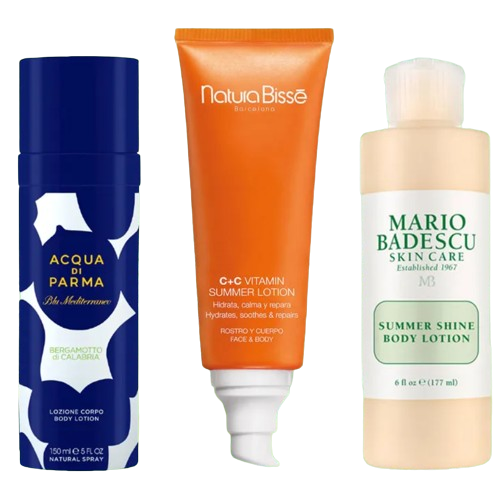 ACQUA
DI
PARMA
Blu Mediterraneo
BERGAMOTTO
di CALABRIA
LOZIONE CORPO
BODY LOTION
150 ml e 5 FL OZ
NATURAL SPRAY
Natura Bissé
Barcelona
C+C VITAMIN
SUMMER LOTION
Hidrata, calma y repara
Hydrates, soothes & repairs
ROSTRO Y CUERPO
FACE & BODY
MARIO
BADESCU
SKIN CARE
Established 1967
MB
SUMMER SHINE
BODY LOTION
6 fl oz e (177 ml)